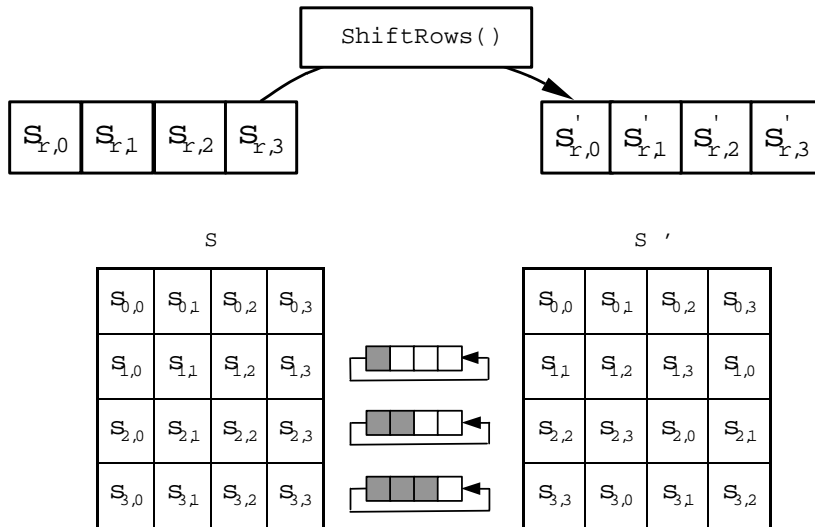 ShiftRows()
S r,0 S r,1 S r,2 S r,3 S ' r,0 S ' r,1 S ' r,2 S ' r,3
S S '
S 0,0 S 0,1 S 0,2 S 0,3 S 0,0 S 0,1 S 0,2 S 0,3
S 1,0 S 1,1 S 1,2 S 1,3 S 1,1 S 1,2 S 1,3 S 1,0
S 2,0 S 2,1 S 2,2 S 2,3 S 2,2 S 2,3 S 2,0 S 2,1
S 3,0 S 3,1 S 3,2 S 3,3 S 3,3 S 3,0 S 3,1 S 3,2